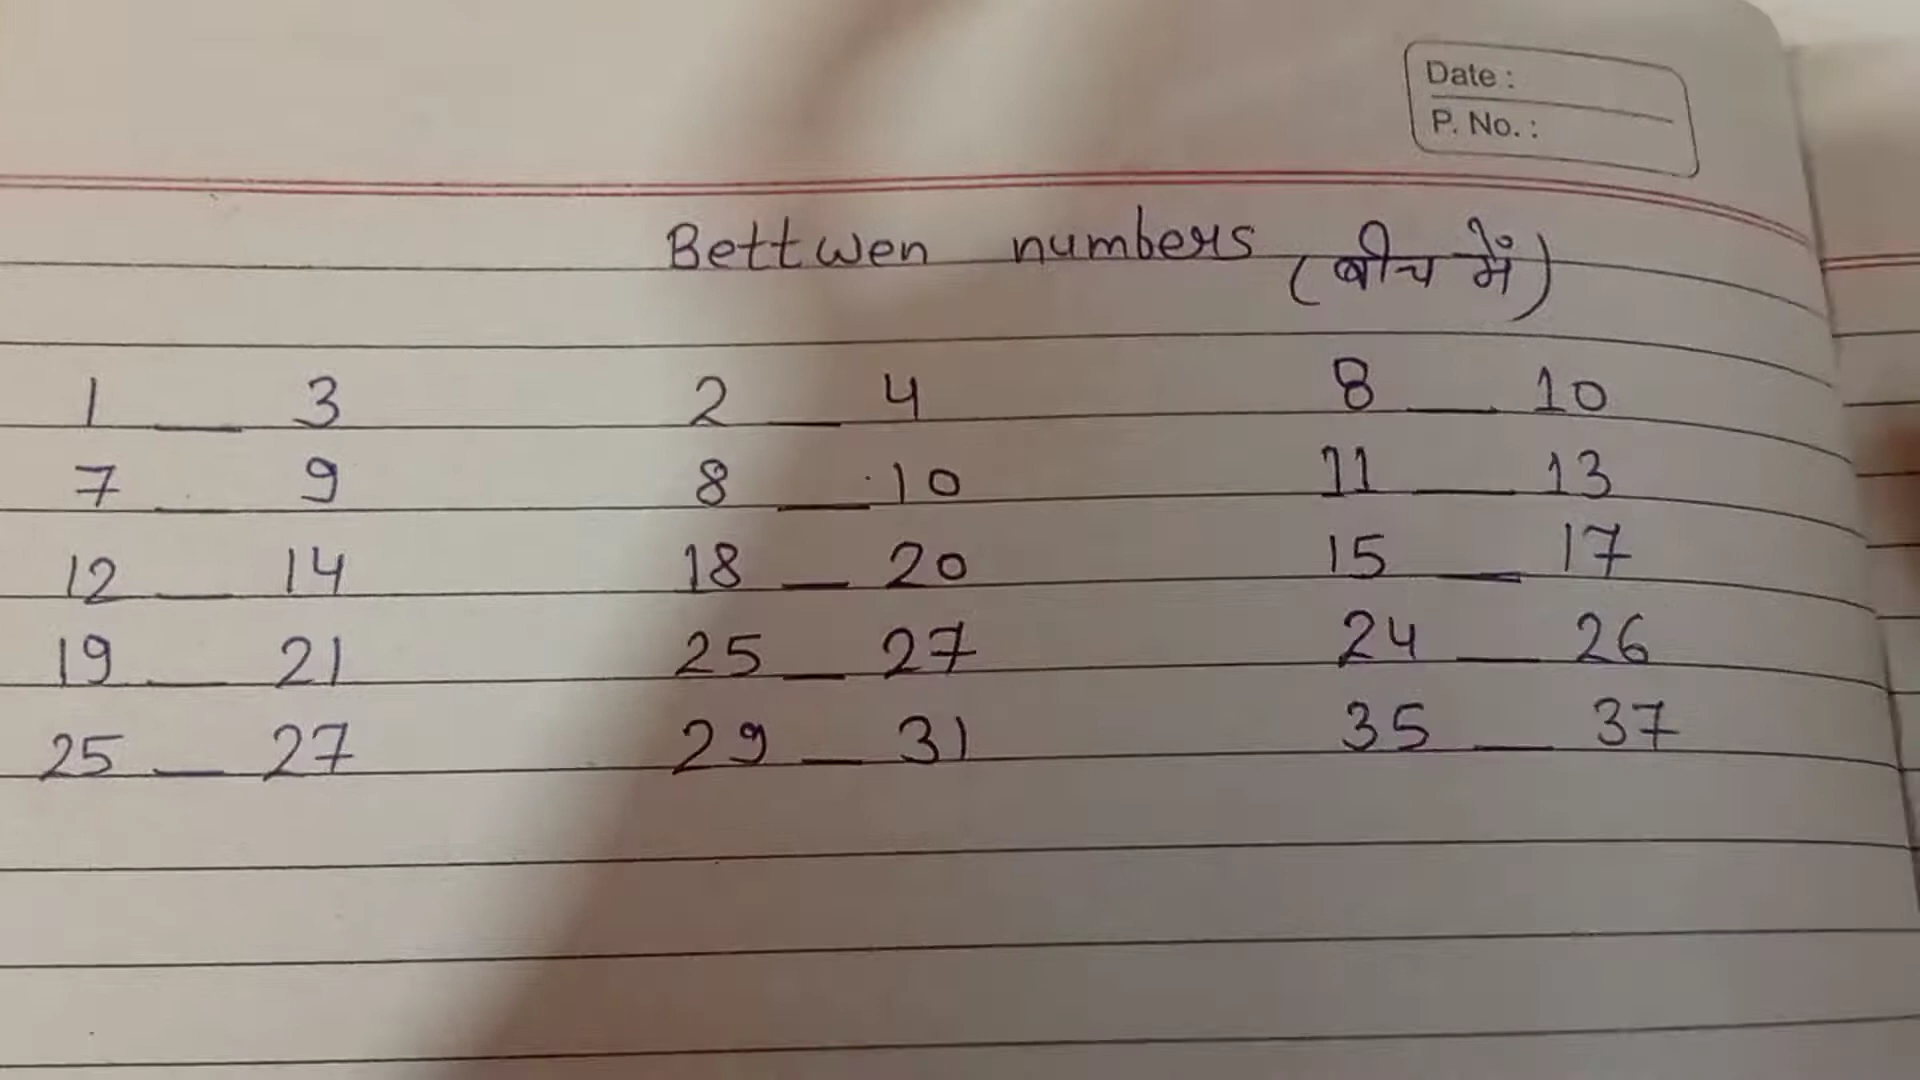 Date :
P. No. :
Bettwen numbers (बीच में)
1 __ 3 2 __ 4 8 __ 10
7 __ 9 8 __ 10 11 __ 13
12 __ 14 18 __ 20 15 __ 17
19 __ 21 25 __ 27 24 __ 26
25 __ 27 29 __ 31 35 __ 37